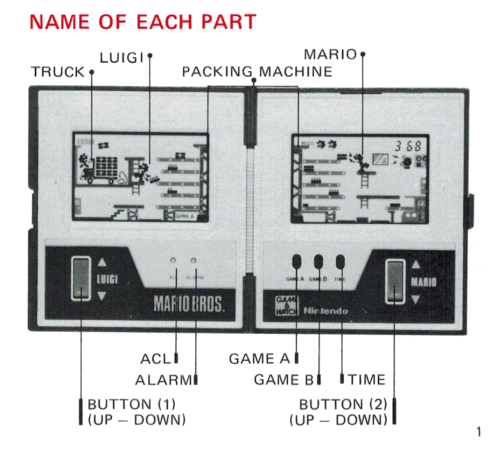 NAME OF EACH PART
LUIGI
MARIO
TRUCK
PACKING MACHINE
368
GAME A
LUIGI
ACL ALARM
GAME A GAME B TIME
MARIO
MARIO BROS.
GAME & WATCH
Nintendo
ACL
GAME A
ALARM
GAME B
TIME
BUTTON (1)
(UP – DOWN)
BUTTON (2)
(UP – DOWN)
1